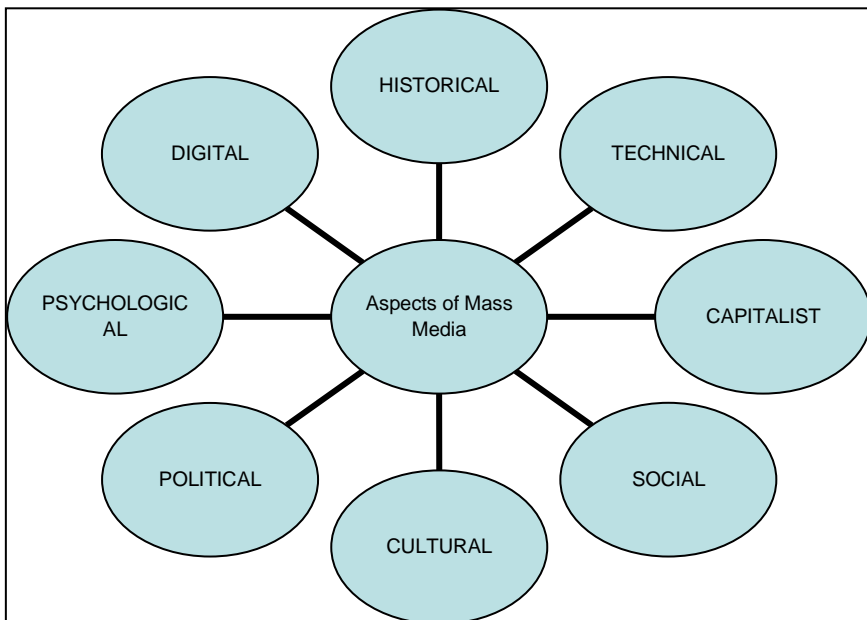 HISTORICAL
DIGITAL
TECHNICAL
PSYCHOLOGIC
AL
Aspects of Mass
Media
CAPITALIST
POLITICAL
SOCIAL
CULTURAL